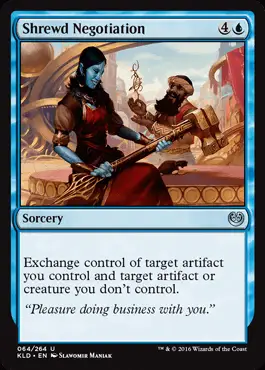 Shrewd Negotiation 4
Sorcery
Exchange control of target artifact
you control and target artifact or
creature you don't control.
“Pleasure doing business with you.”
064/264 U
KLD • EN Slawomir Maniak
™ & © 2016 Wizards of the Coast